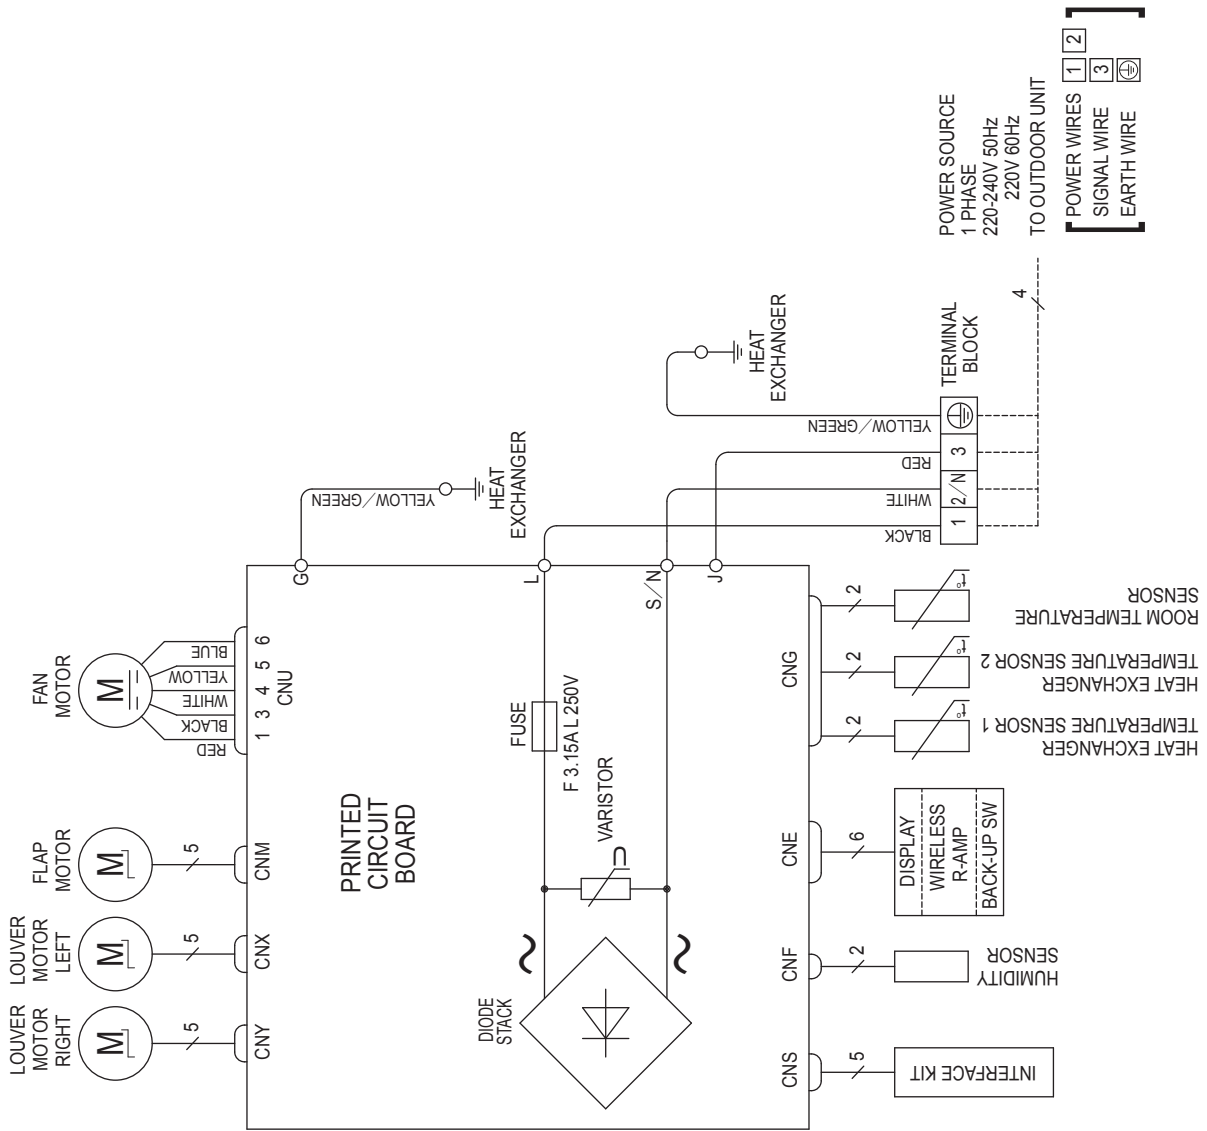 FAN
MOTOR
FLAP
MOTOR
LOUVER
MOTOR
LEFT
LOUVER
MOTOR
RIGHT
M
M
M
M
RED
BLACK
WHITE
YELLOW
BLUE
1 3 4 5 6
CNU
5
CNM
5
CNX
5
CNY
PRINTED
CIRCUIT
BOARD
FUSE
F 3.15A L 250V
VARISTOR
DIODE
STACK
~
~
G
L
S/N
J
YELLOW/GREEN
HEAT
EXCHANGER
YELLOW/GREEN
HEAT
EXCHANGER
BLACK
WHITE
RED
1 2/N 3
TERMINAL
BLOCK
4
POWER SOURCE
1 PHASE
220-240V 50Hz
220V 60Hz
TO OUTDOOR UNIT
POWER WIRES 1 2
SIGNAL WIRE 3
EARTH WIRE
CNG
2
2
2
t°
t°
t°
ROOM TEMPERATURE
SENSOR
HEAT EXCHANGER
TEMPERATURE SENSOR 2
HEAT EXCHANGER
TEMPERATURE SENSOR 1
CNE
6
DISPLAY
WIRELESS
R-AMP
BACK-UP SW
CNF
2
HUMIDITY
SENSOR
CNS
5
INTERFACE KIT